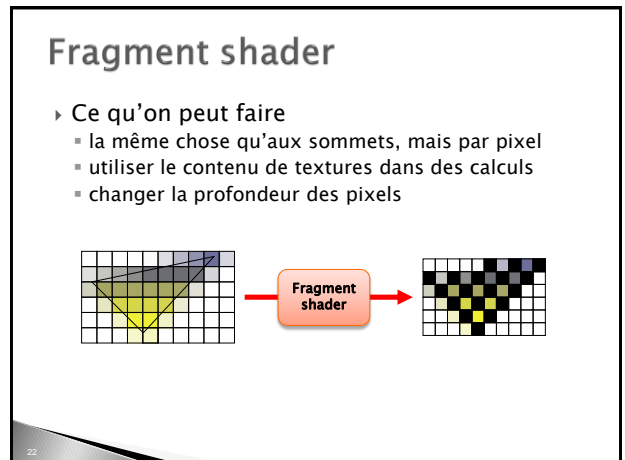 Fragment shader
Ce qu'on peut faire
la même chose qu'aux sommets, mais par pixel
utiliser le contenu de textures dans des calculs
changer la profondeur des pixels
Fragment
shader
22